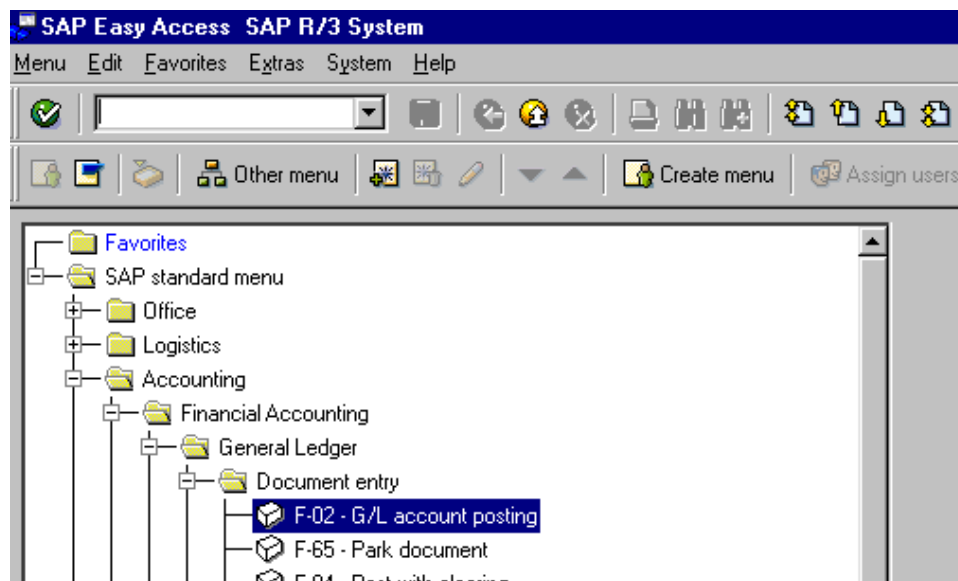 SAP Easy Access SAP R/3 System
Menu Edit Favorites Extras System Help
Other menu Create menu Assign users
Favorites
SAP standard menu
Office
Logistics
Accounting
Financial Accounting
General Ledger
Document entry
F-02 - G/L account posting
F-65 - Park document